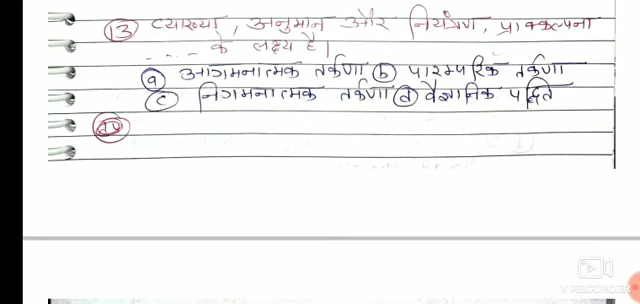 (13) व्याख्या, अनुमान और नियंत्रण, प्राक्कल्पना
---- के लक्ष्य है।
(a) आगमनात्मक तर्कणा (b) पारम्परिक तर्कणा
(c) निगमनात्मक तर्कणा (d) वैज्ञानिक पद्धति
V RECORDER